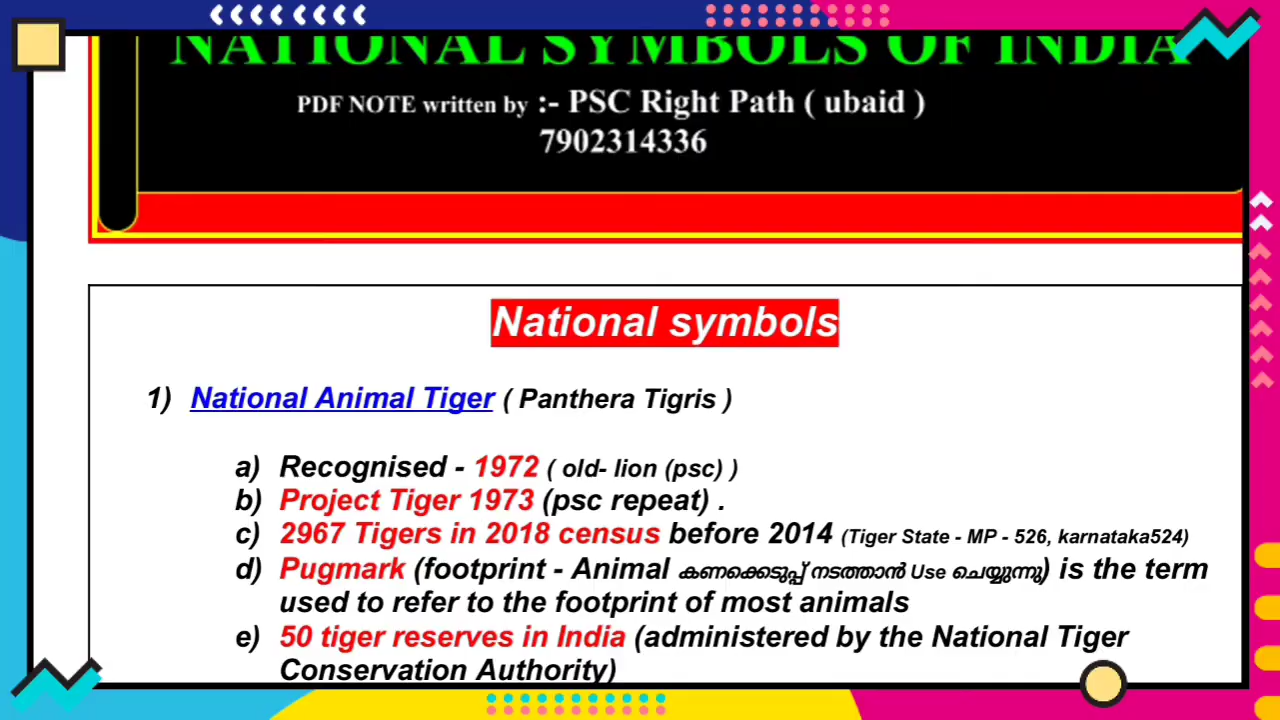 NATIONAL SYMBOLS OF INDIA
PDF NOTE written by :- PSC Right Path ( ubaid )
7902314336
National symbols
1) National Animal Tiger ( Panthera Tigris )
a) Recognised - 1972 ( old- lion (psc) )
b) Project Tiger 1973 (psc repeat) .
c) 2967 Tigers in 2018 census before 2014 (Tiger State - MP - 526, karnataka524)
d) Pugmark (footprint - Animal കണക്കെടുപ്പ് നടത്താൻ Use ചെയ്യുന്നു) is the term
used to refer to the footprint of most animals
e) 50 tiger reserves in India (administered by the National Tiger
Conservation Authority)